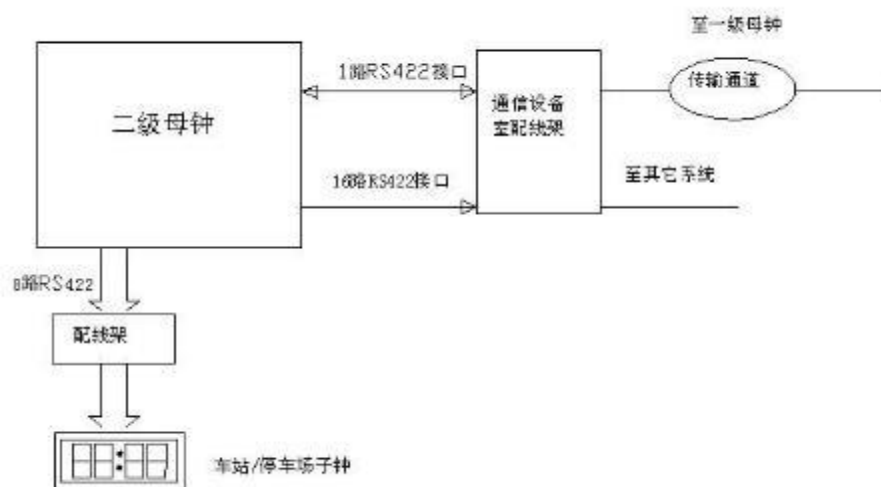 至一级母钟
1路RS422接口
传输通道
通信设备
室配线架
二级母钟
16路RS422接口
至其它系统
8路RS422
配线架
车站/停车场子钟